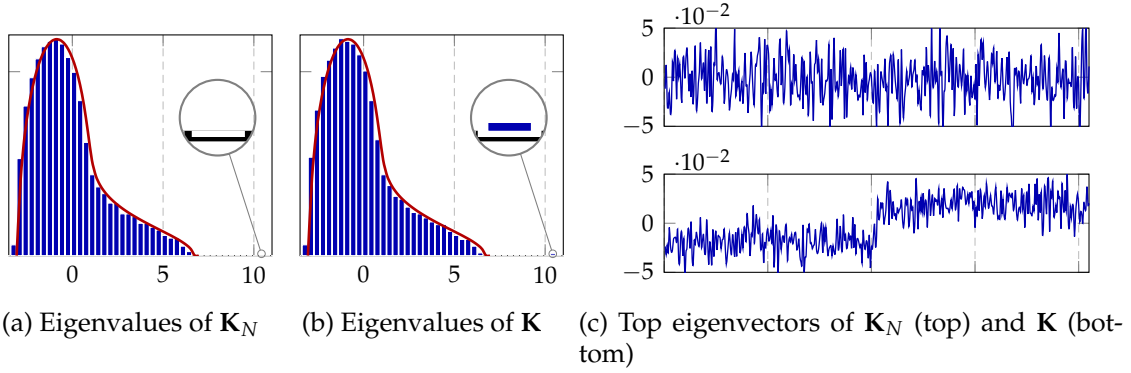 0 5 10
(a) Eigenvalues of K_N
0 5 10
(b) Eigenvalues of K
·10⁻²
5
0
−5
·10⁻²
5
0
−5
(c) Top eigenvectors of K_N (top) and K (bot-
tom)